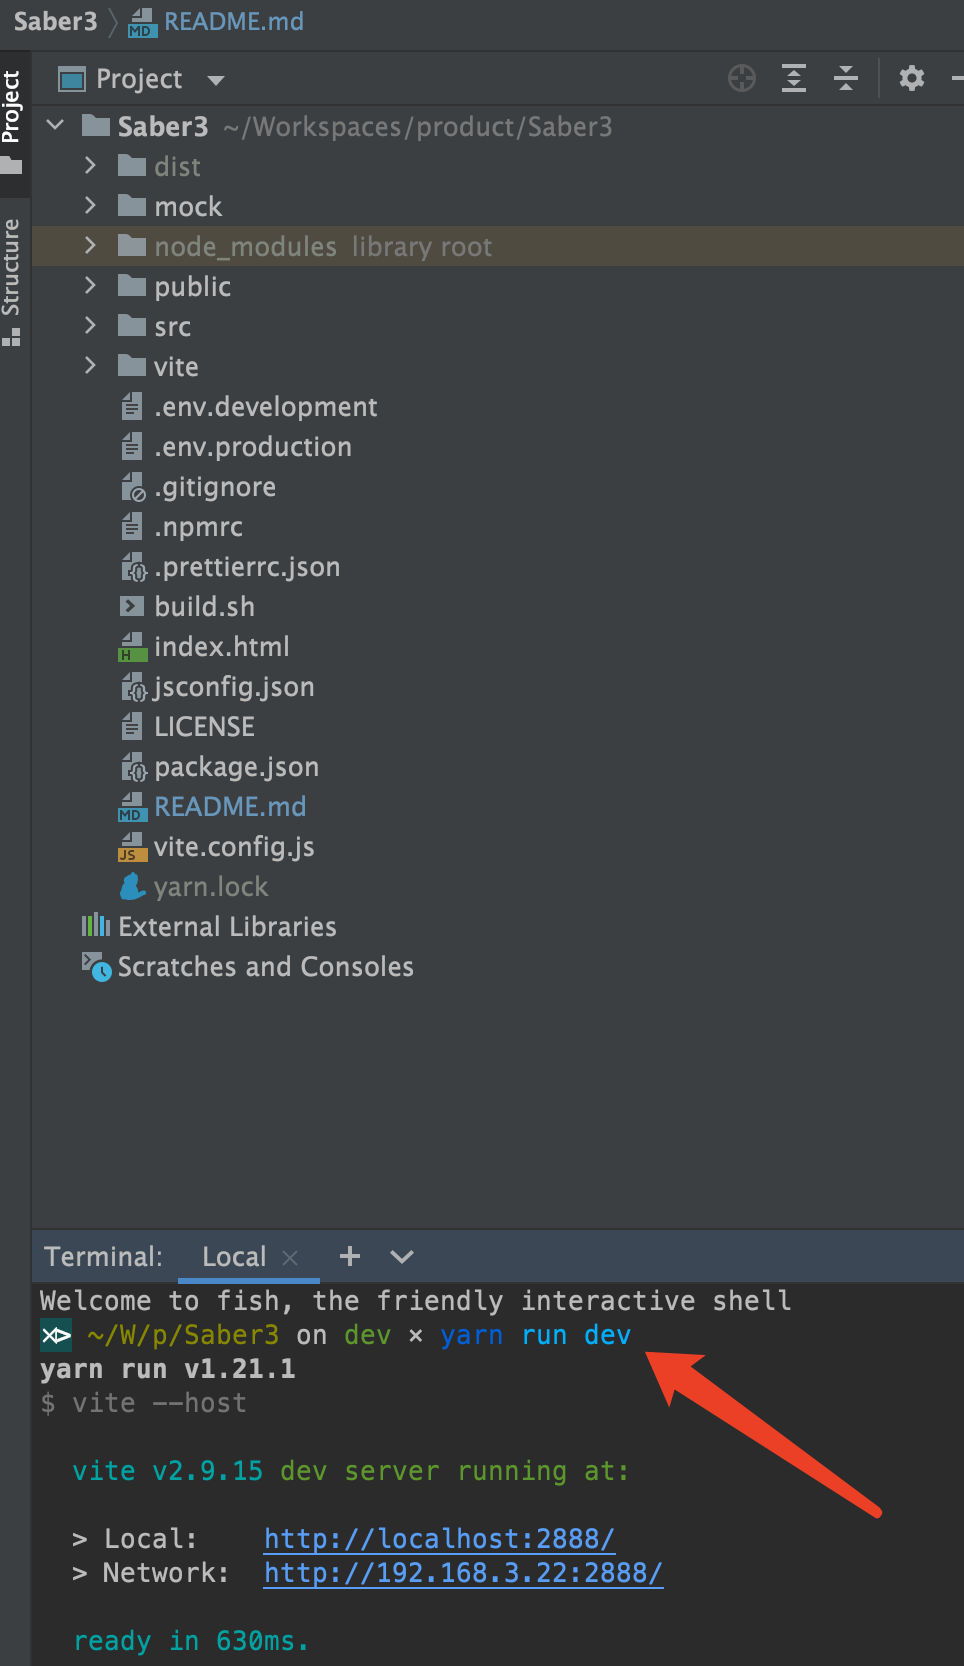 Saber3 〉 README.md
Project
Project
Structure
Saber3 ~/Workspaces/product/Saber3
dist
mock
node_modules library root
public
src
vite
.env.development
.env.production
.gitignore
.npmrc
.prettierrc.json
build.sh
index.html
jsconfig.json
LICENSE
package.json
README.md
vite.config.js
yarn.lock
External Libraries
Scratches and Consoles
Terminal: Local × +
Welcome to fish, the friendly interactive shell
⋊> ~/W/p/Saber3 on dev × yarn run dev
yarn run v1.21.1
$ vite --host
vite v2.9.15 dev server running at:
> Local: http://localhost:2888/
> Network: http://192.168.3.22:2888/
ready in 630ms.